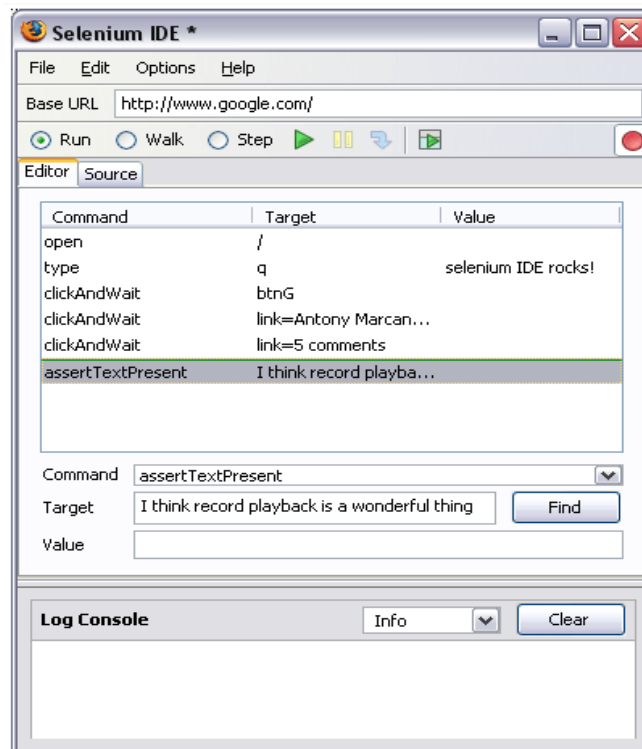 Selenium IDE *
File Edit Options Help
Base URL http://www.google.com/
Run Walk Step
Editor Source
Command Target Value
open /
type q selenium IDE rocks!
clickAndWait btnG
clickAndWait link=Antony Marcan...
clickAndWait link=5 comments
assertTextPresent I think record playba...
Command assertTextPresent
Target I think record playback is a wonderful thing Find
Value
Log Console Info Clear